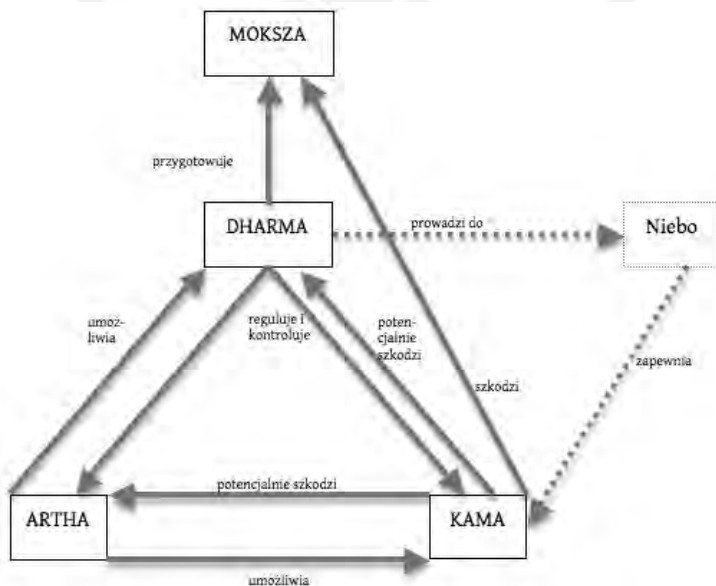 MOKSZA
przygotowuje
DHARMA
prowadzi do
Niebo
umoż-
liwia
reguluje i
kontroluje
poten-
cjalnie
szkodzi
szkodzi
zapewnia
potencjalnie szkodzi
ARTHA
KAMA
umożliwia